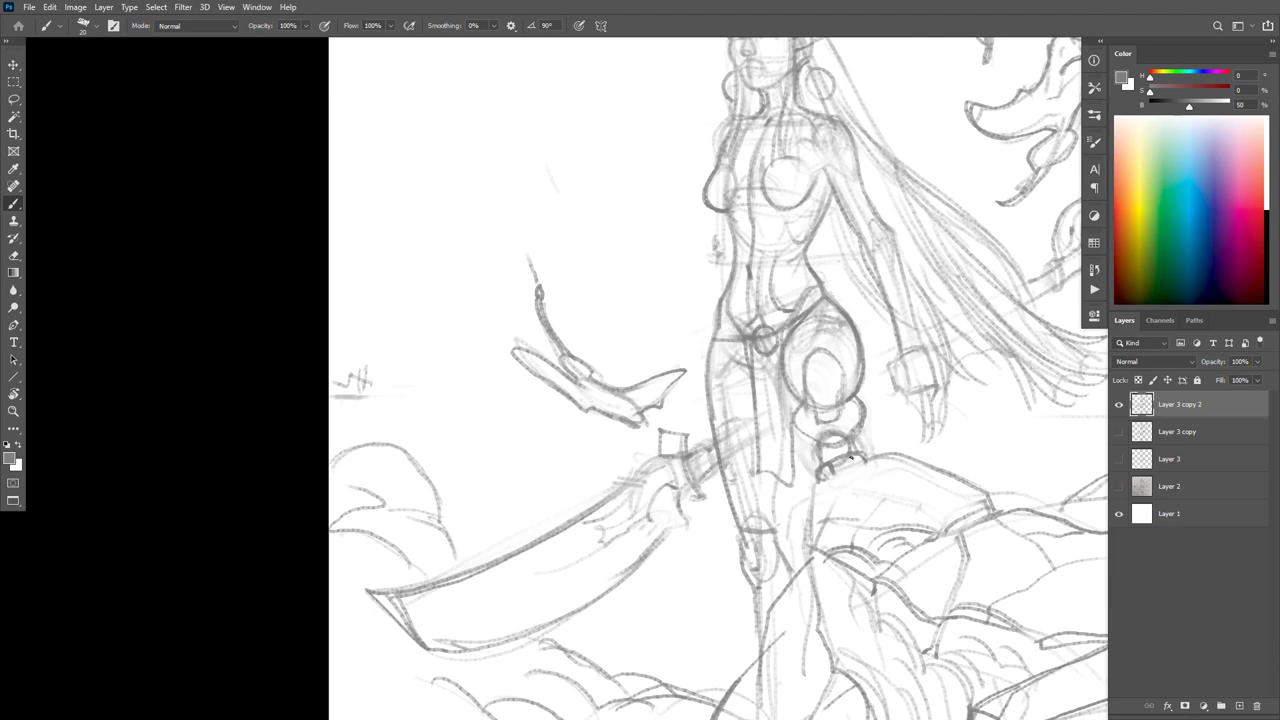 Ps File Edit Image Layer Type Select Filter 3D View Window Help
20 Mode: Normal Opacity: 100% Flow: 100% Smoothing: 0% 90°
Color
H 0 °
S 0 %
B 50 %
Layers Channels Paths
Kind
Normal Opacity: 100%
Lock: Fill: 100%
Layer 3 copy 2
Layer 3 copy
Layer 3
Layer 2
Layer 1